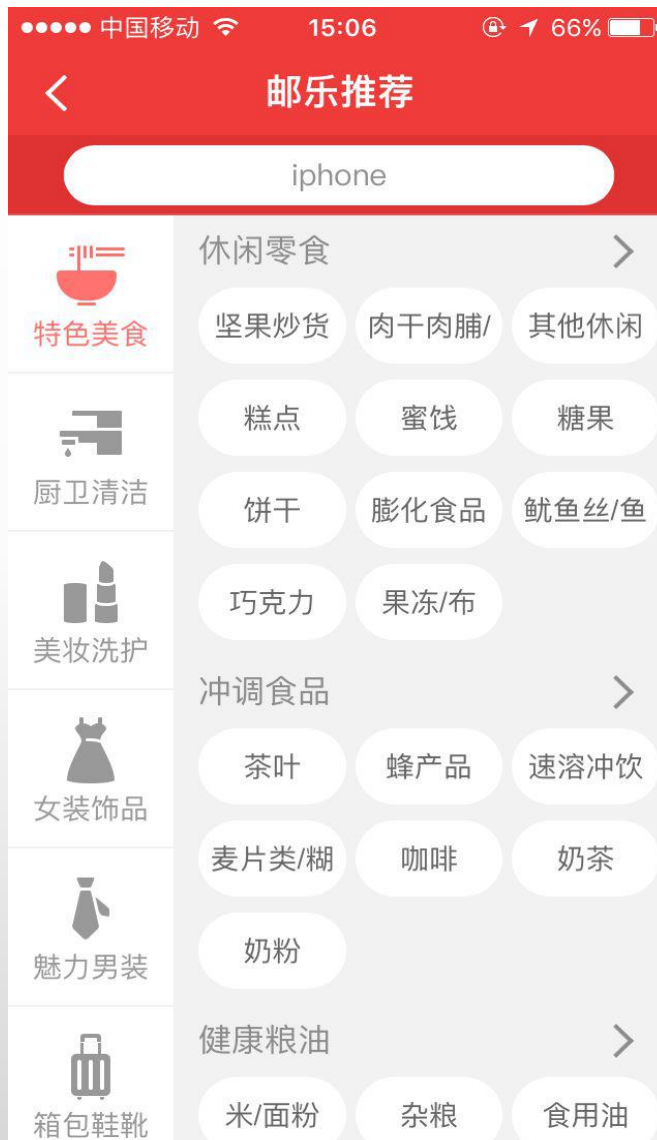 中国移动 15:06 66%
邮乐推荐
iphone
特色美食
厨卫清洁
美妆洗护
女装饰品
魅力男装
箱包鞋靴
休闲零食
坚果炒货 肉干肉脯/ 其他休闲
糕点 蜜饯 糖果
饼干 膨化食品 鱿鱼丝/鱼
巧克力 果冻/布
冲调食品
茶叶 蜂产品 速溶冲饮
麦片类/糊 咖啡 奶茶
奶粉
健康粮油
米/面粉 杂粮 食用油